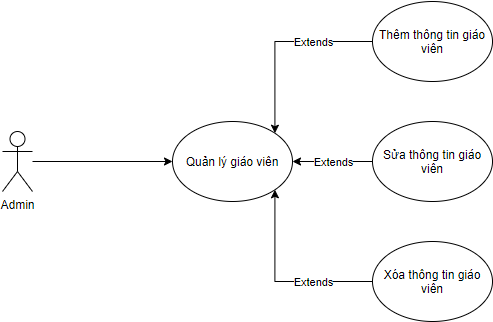 Thêm thông tin giáo
viên
Extends
Quản lý giáo viên
Extends
Sửa thông tin giáo
viên
Admin
Extends
Xóa thông tin giáo
viên